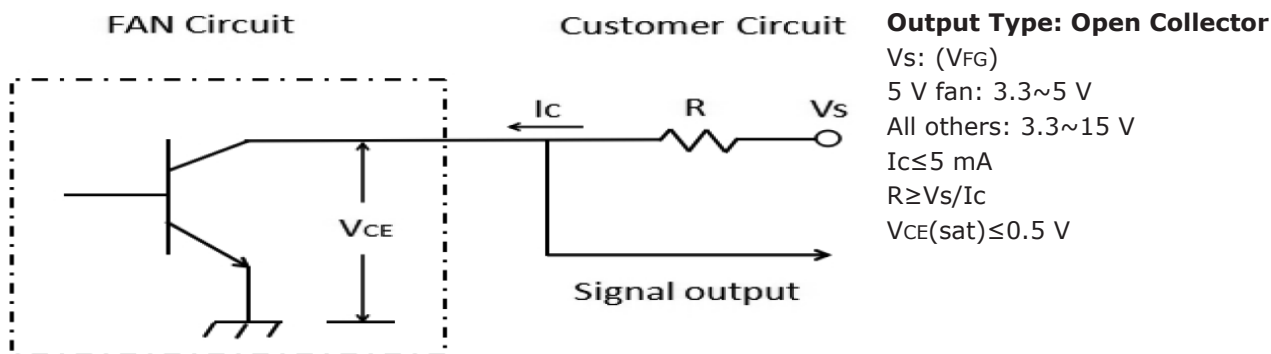 FAN Circuit
Customer Circuit
Ic
R
Vs
VCE
Signal output
Output Type: Open Collector
Vs: (VFG)
5 V fan: 3.3~5 V
All others: 3.3~15 V
Ic≤5 mA
R≥Vs/Ic
VCE(sat)≤0.5 V